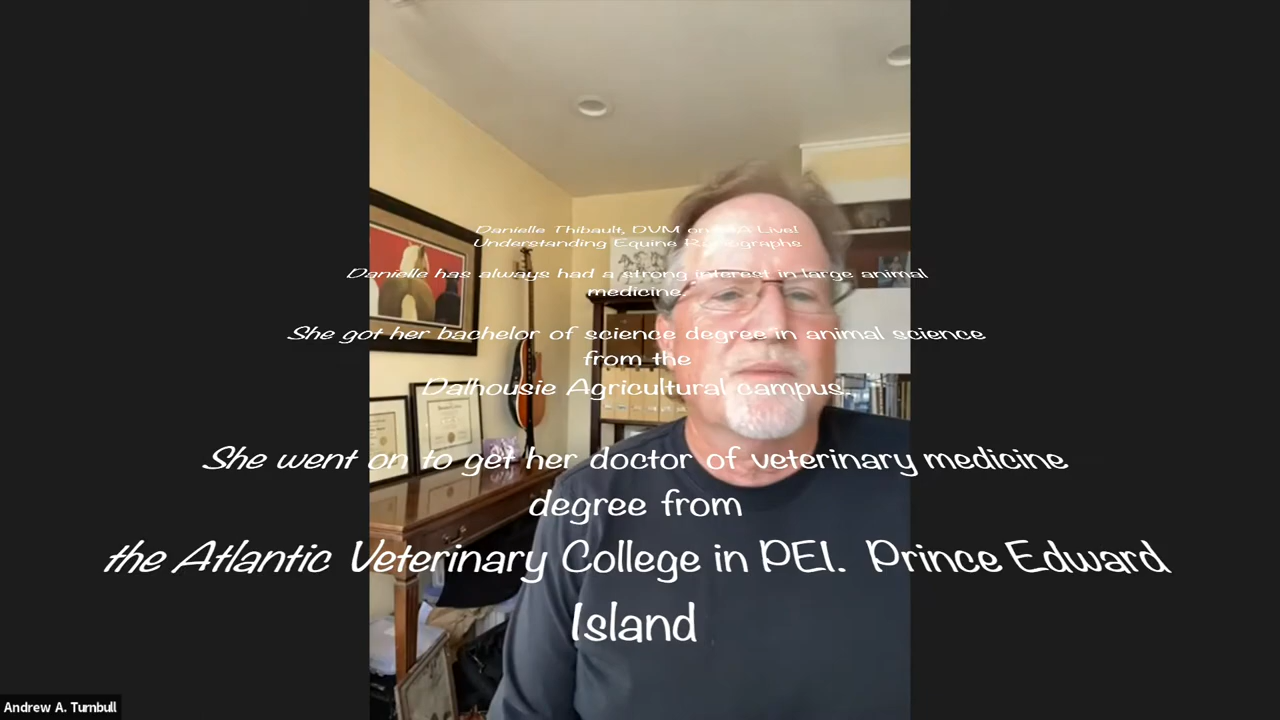 Danielle Thibault, DVM on Live!
Understanding Equine Radiographs
Danielle has always had a strong interest in large animal
medicine.
She got her bachelor of science degree in animal science
from the
Dalhousie Agricultural campus.
She went on to get her doctor of veterinary medicine
degree from
the Atlantic Veterinary College in PEI. Prince Edward
Island
Andrew A. Turnbull